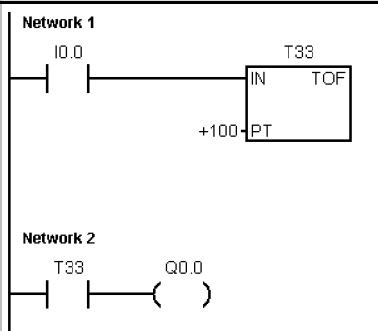 Network 1
I0.0 T33
IN TOF
+100 PT
Network 2
T33 Q0.0